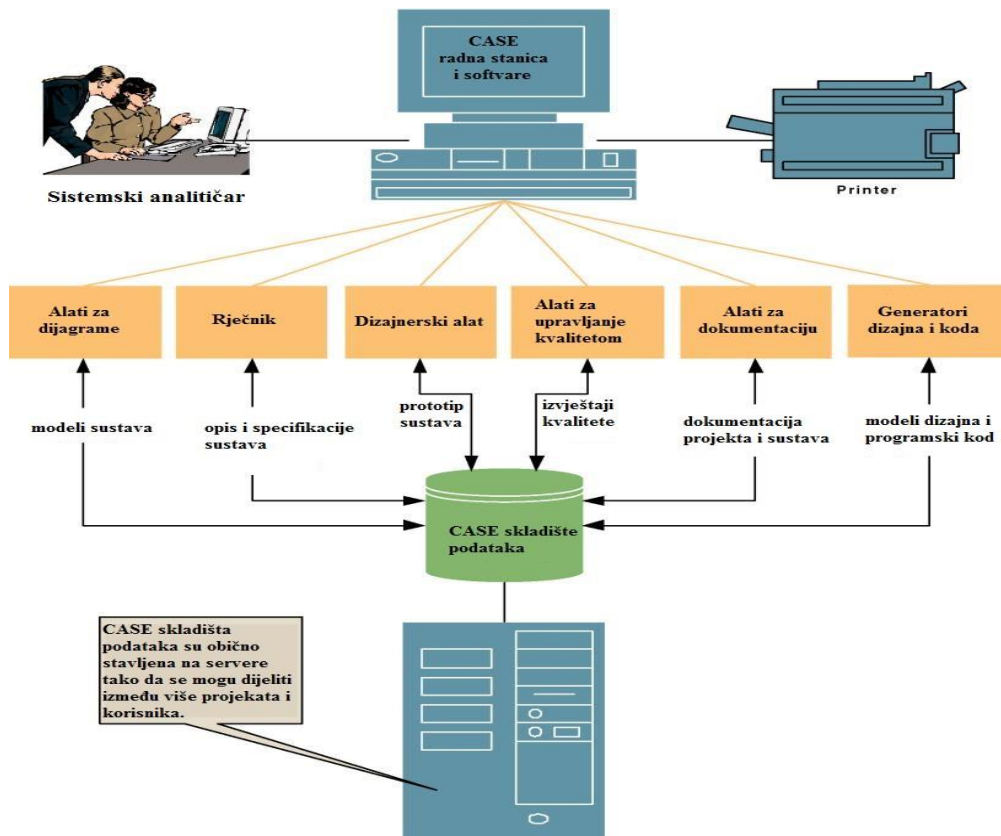 CASE
radna stanica
i softvare
Sistemski analitičar
Printer
Alati za
dijagrame
Rječnik
Dizajnerski alat
Alati za
upravljanje
kvalitetom
Alati za
dokumentaciju
Generatori
dizajna i koda
modeli sustava
opis i specifikacije
sustava
prototip
sustava
izvještaji
kvalitete
dokumentacija
projekta i sustava
modeli dizajna i
programski kod
CASE skladište
podataka
CASE skladišta
podataka su obično
stavljena na servere
tako da se mogu dijeliti
između više projekata i
korisnika.